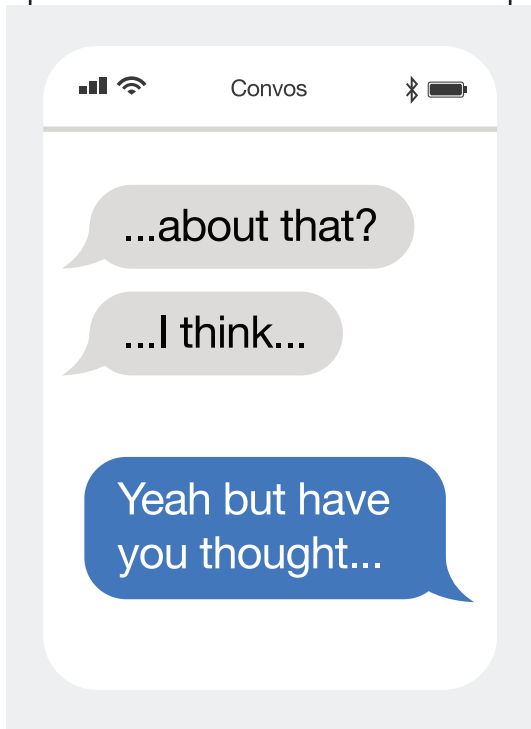 Convos
...about that?
...I think...
Yeah but have
you thought...